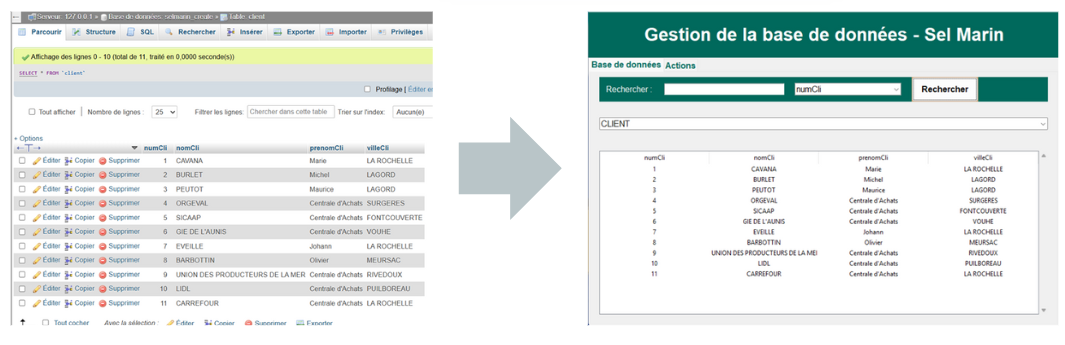 Serveur: 127.0.0.1 » Base de données: selmarin_create » Table: client
Parcourir Structure SQL Rechercher Insérer Exporter Importer Privilèges
Affichage des lignes 0 - 10 (total de 11, traité en 0,0000 seconde(s))
SELECT * FROM `client`
Profilage | Éditer en
Tout afficher | Nombre de lignes : 25 Filtrer les lignes: Chercher dans cette table Trier sur l'index: Aucun(e)
+ Options
numCli nomCli prenomCli villeCli
Éditer Copier Supprimer 1 CAVANA Marie LA ROCHELLE
Éditer Copier Supprimer 2 BURLET Michel LAGORD
Éditer Copier Supprimer 3 PEUTOT Maurice LAGORD
Éditer Copier Supprimer 4 ORGEVAL Centrale d'Achats SURGERES
Éditer Copier Supprimer 5 SICAAP Centrale d'Achats FONTCOUVERTE
Éditer Copier Supprimer 6 GIE DE L'AUNIS Centrale d'Achats VOUHE
Éditer Copier Supprimer 7 EVEILLE Johann LA ROCHELLE
Éditer Copier Supprimer 8 BARBOTTIN Olivier MEURSAC
Éditer Copier Supprimer 9 UNION DES PRODUCTEURS DE LA MER Centrale d'Achats RIVEDOUX
Éditer Copier Supprimer 10 LIDL Centrale d'Achats PUILBOREAU
Éditer Copier Supprimer 11 CARREFOUR Centrale d'Achats LA ROCHELLE
Tout cocher Avec la sélection : Éditer Copier Supprimer Exporter
Gestion de la base de données - Sel Marin
Base de données Actions
Rechercher : numCli Rechercher
CLIENT
numCli nomCli prenomCli villeCli
1 CAVANA Marie LA ROCHELLE
2 BURLET Michel LAGORD
3 PEUTOT Maurice LAGORD
4 ORGEVAL Centrale d'Achats SURGERES
5 SICAAP Centrale d'Achats FONTCOUVERTE
6 GIE DE L'AUNIS Centrale d'Achats VOUHE
7 EVEILLE Johann LA ROCHELLE
8 BARBOTTIN Olivier MEURSAC
9 UNION DES PRODUCTEURS DE LA MEI Centrale d'Achats RIVEDOUX
10 LIDL Centrale d'Achats PUILBOREAU
11 CARREFOUR Centrale d'Achats LA ROCHELLE